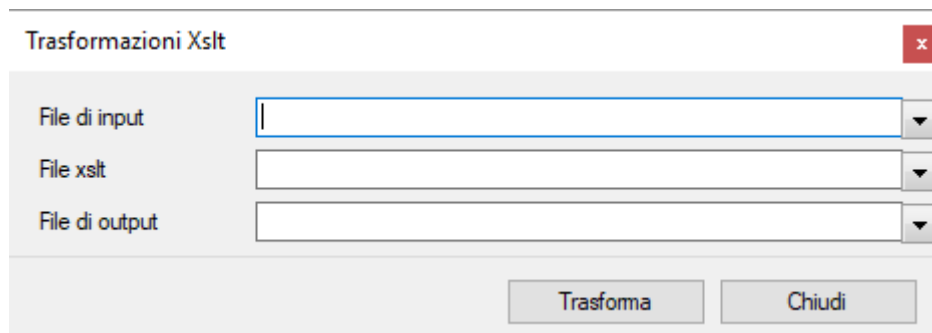 Trasformazioni Xslt
File di input
File xslt
File di output
Trasforma Chiudi